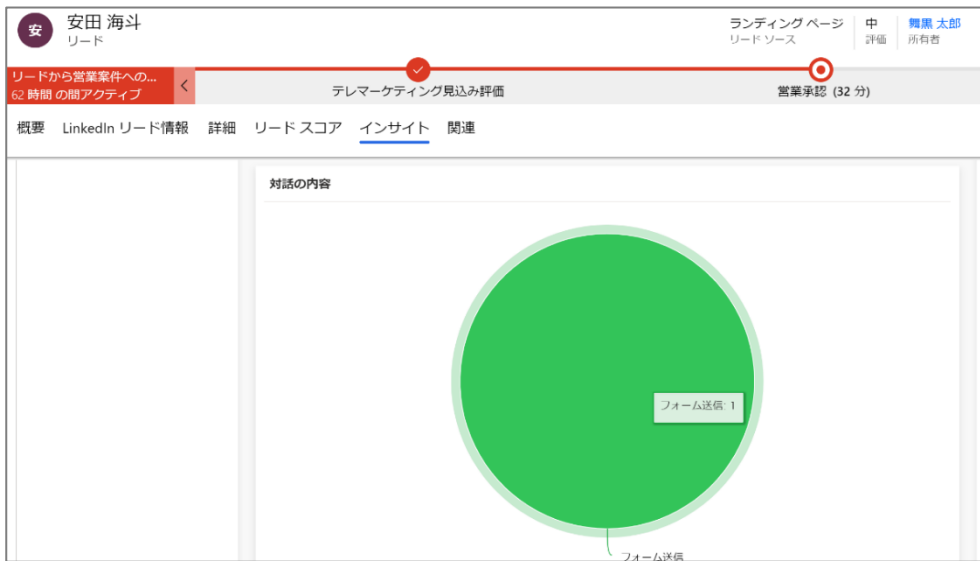 安
安田 海斗
リード
ランディング ページ
リード ソース
中
評価
舞黒 太郎
所有者
リードから営業案件への...
62 時間 の間アクティブ
テレマーケティング見込み評価
営業承認 (32 分)
概要 LinkedIn リード情報 詳細 リード スコア インサイト 関連
対話の内容
フォーム送信: 1
フォーム送信